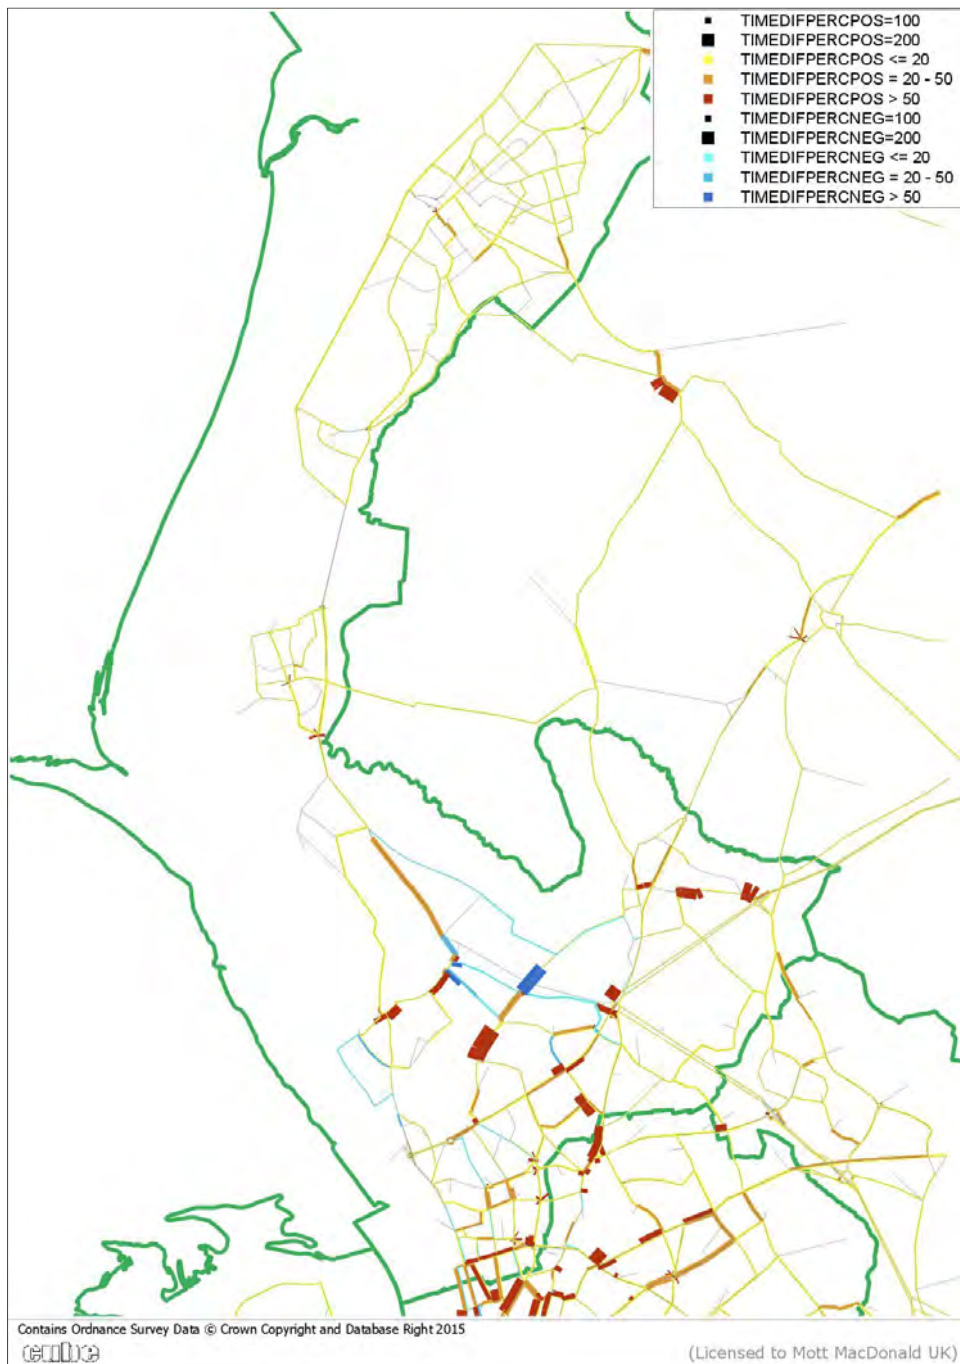 TIMEDIFPERCPOS=100
TIMEDIFPERCPOS=200
TIMEDIFPERCPOS <= 20
TIMEDIFPERCPOS = 20 - 50
TIMEDIFPERCPOS > 50
TIMEDIFPERCNEG=100
TIMEDIFPERCNEG=200
TIMEDIFPERCNEG <= 20
TIMEDIFPERCNEG = 20 - 50
TIMEDIFPERCNEG > 50
Contains Ordnance Survey Data © Crown Copyright and Database Right 2015
cube
(Licensed to Mott MacDonald UK)